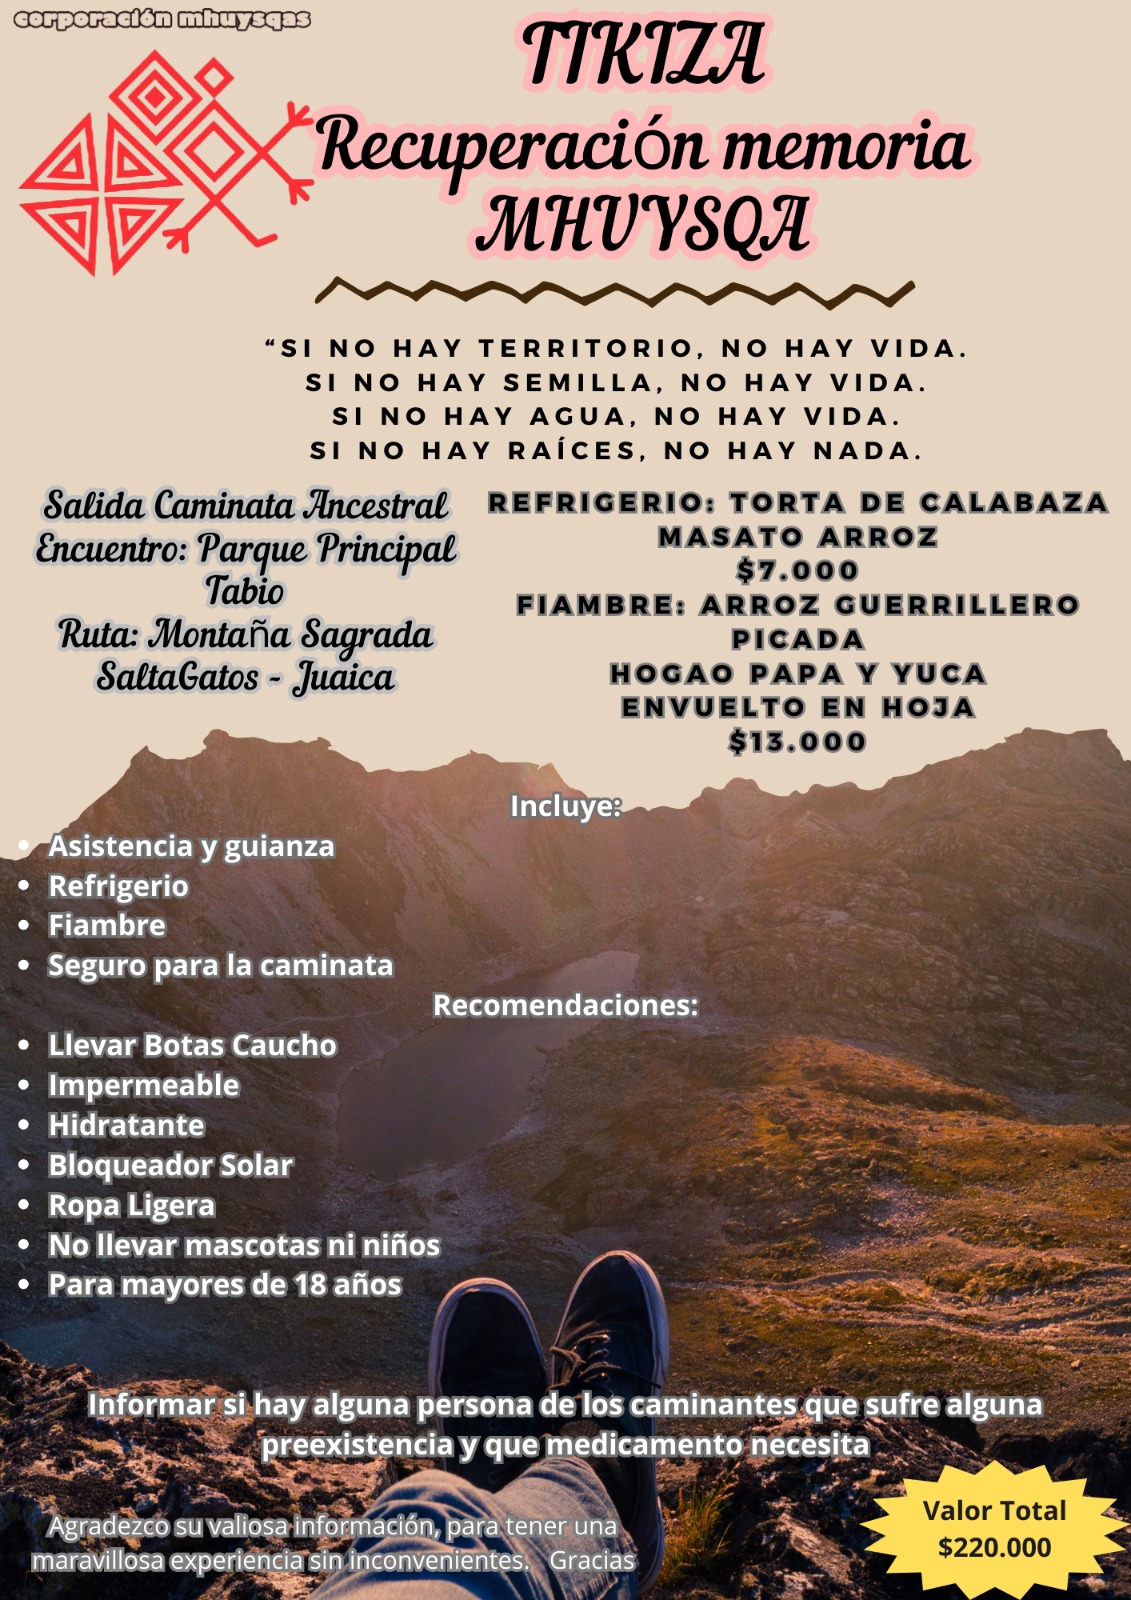 corporación mhuysqas
TIKIZA
Recuperación memoria
MHUYSQA
“SI NO HAY TERRITORIO, NO HAY VIDA.
SI NO HAY SEMILLA, NO HAY VIDA.
SI NO HAY AGUA, NO HAY VIDA.
SI NO HAY RAÍCES, NO HAY NADA.
Salida Caminata Ancestral
Encuentro: Parque Principal
Tabio
Ruta: Montaña Sagrada
SaltaGatos - Juaica
REFRIGERIO: TORTA DE CALABAZA
MASATO ARROZ
$7.000
FIAMBRE: ARROZ GUERRILLERO
PICADA
HOGAO PAPA Y YUCA
ENVUELTO EN HOJA
$13.000
Incluye:
• Asistencia y guianza
• Refrigerio
• Fiambre
• Seguro para la caminata
Recomendaciones:
• Llevar Botas Caucho
• Impermeable
• Hidratante
• Bloqueador Solar
• Ropa Ligera
• No llevar mascotas ni niños
• Para mayores de 18 años
Informar si hay alguna persona de los caminantes que sufre alguna
preexistencia y que medicamento necesita
Agradezco su valiosa información, para tener una
maravillosa experiencia sin inconvenientes. Gracias
Valor Total
$220.000